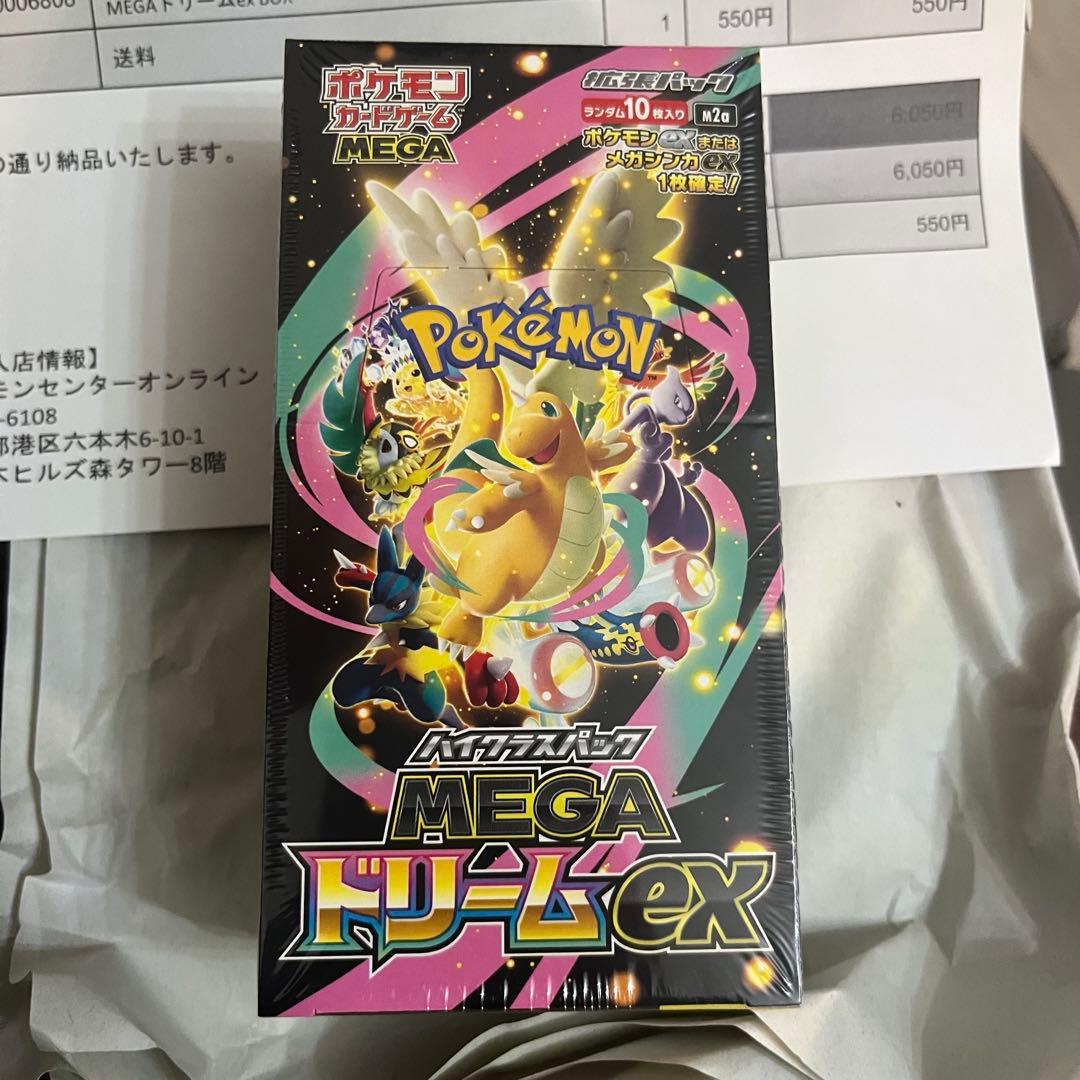 0006808
MEGAドリームex BOX
送料
1
550円
550円
6,050円
6,050円
550円
の通り納品いたします。
入店情報】
モンセンターオンライン
-6108
都港区六本木6-10-1
木ヒルズ森タワー8階
ポケモン
カードゲーム
MEGA
拡張パック
ランダム10枚入り
M2a
ポケモンexまたは
メガシンカex
1枚確定!
POKéMON
TM
ハイクラスパック
MEGA
ドリームex